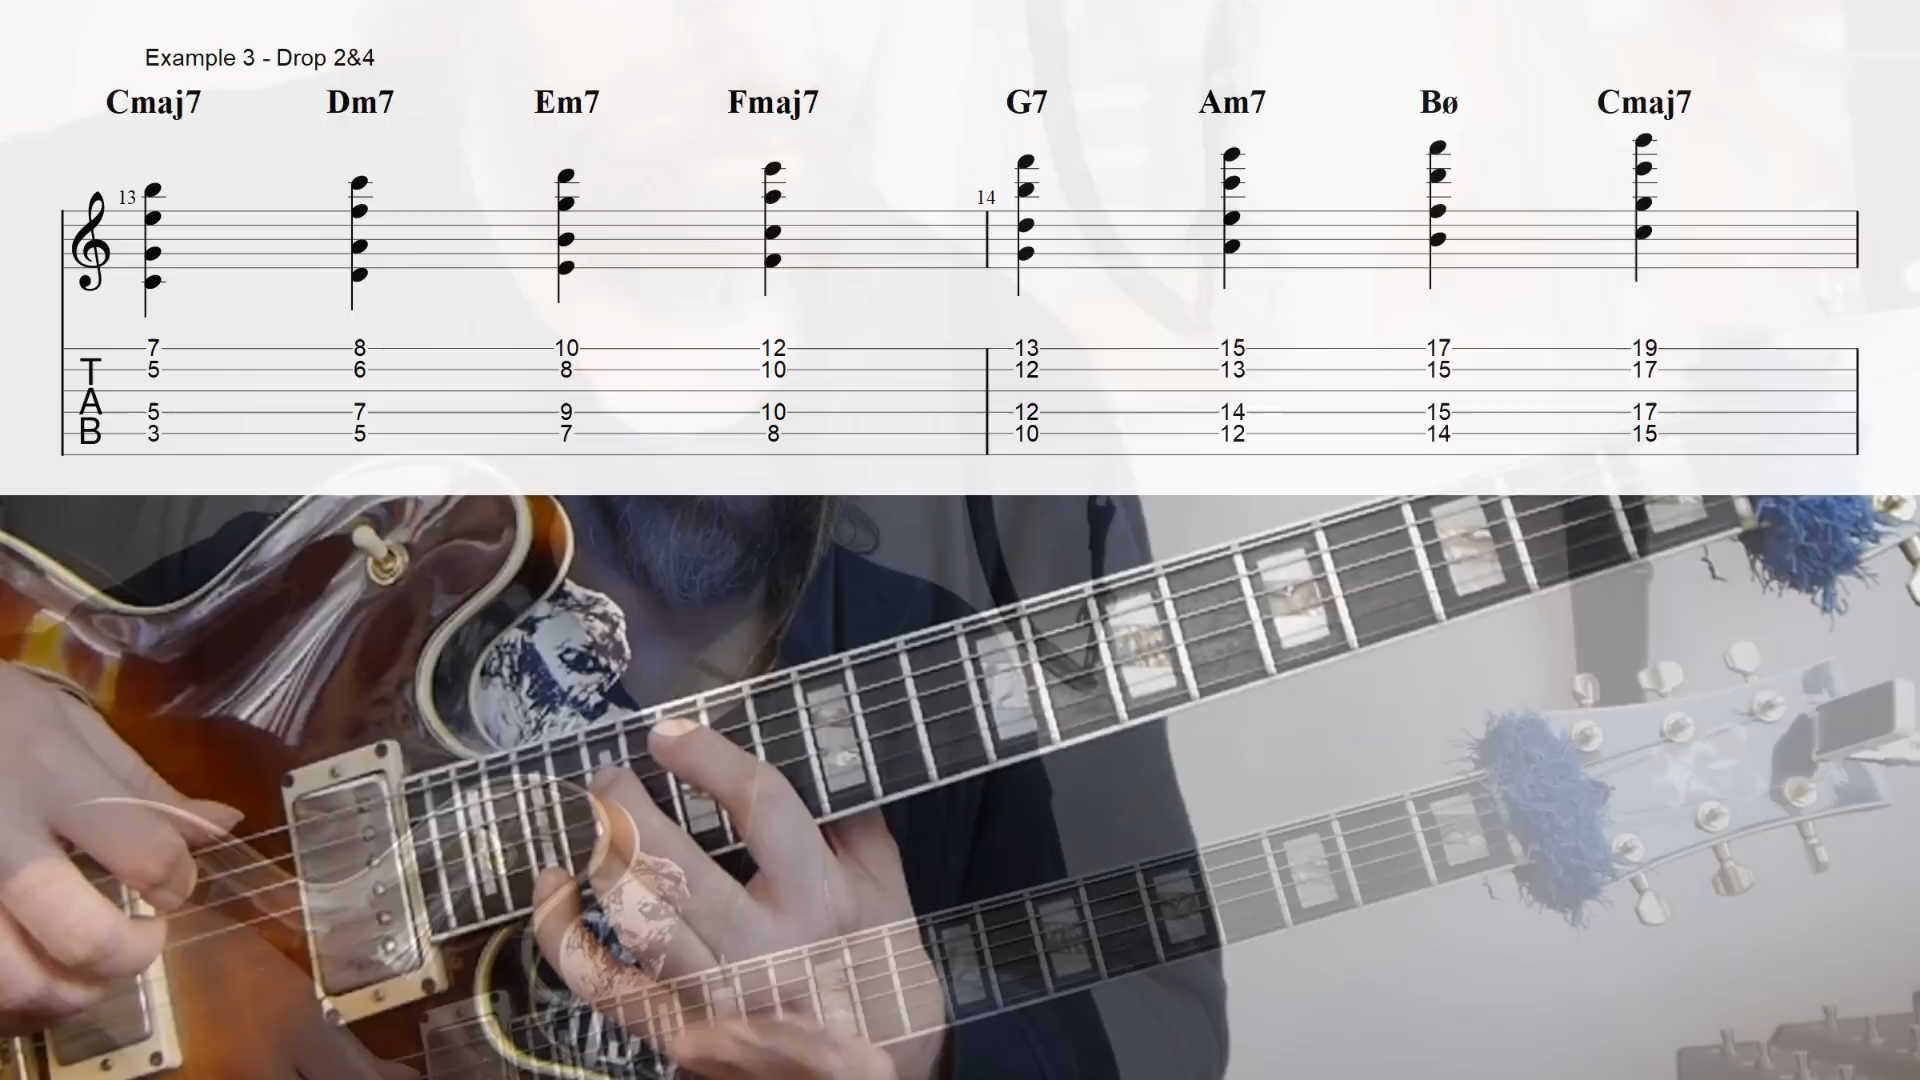 Example 3 - Drop 2&4
Cmaj7 Dm7 Em7 Fmaj7 G7 Am7 Bø Cmaj7
13 14
7 8 10 12 13 15 17 19
T 5 6 8 10 12 13 15 17
A 5 7 9 10 12 14 15 17
B 3 5 7 8 10 12 14 15